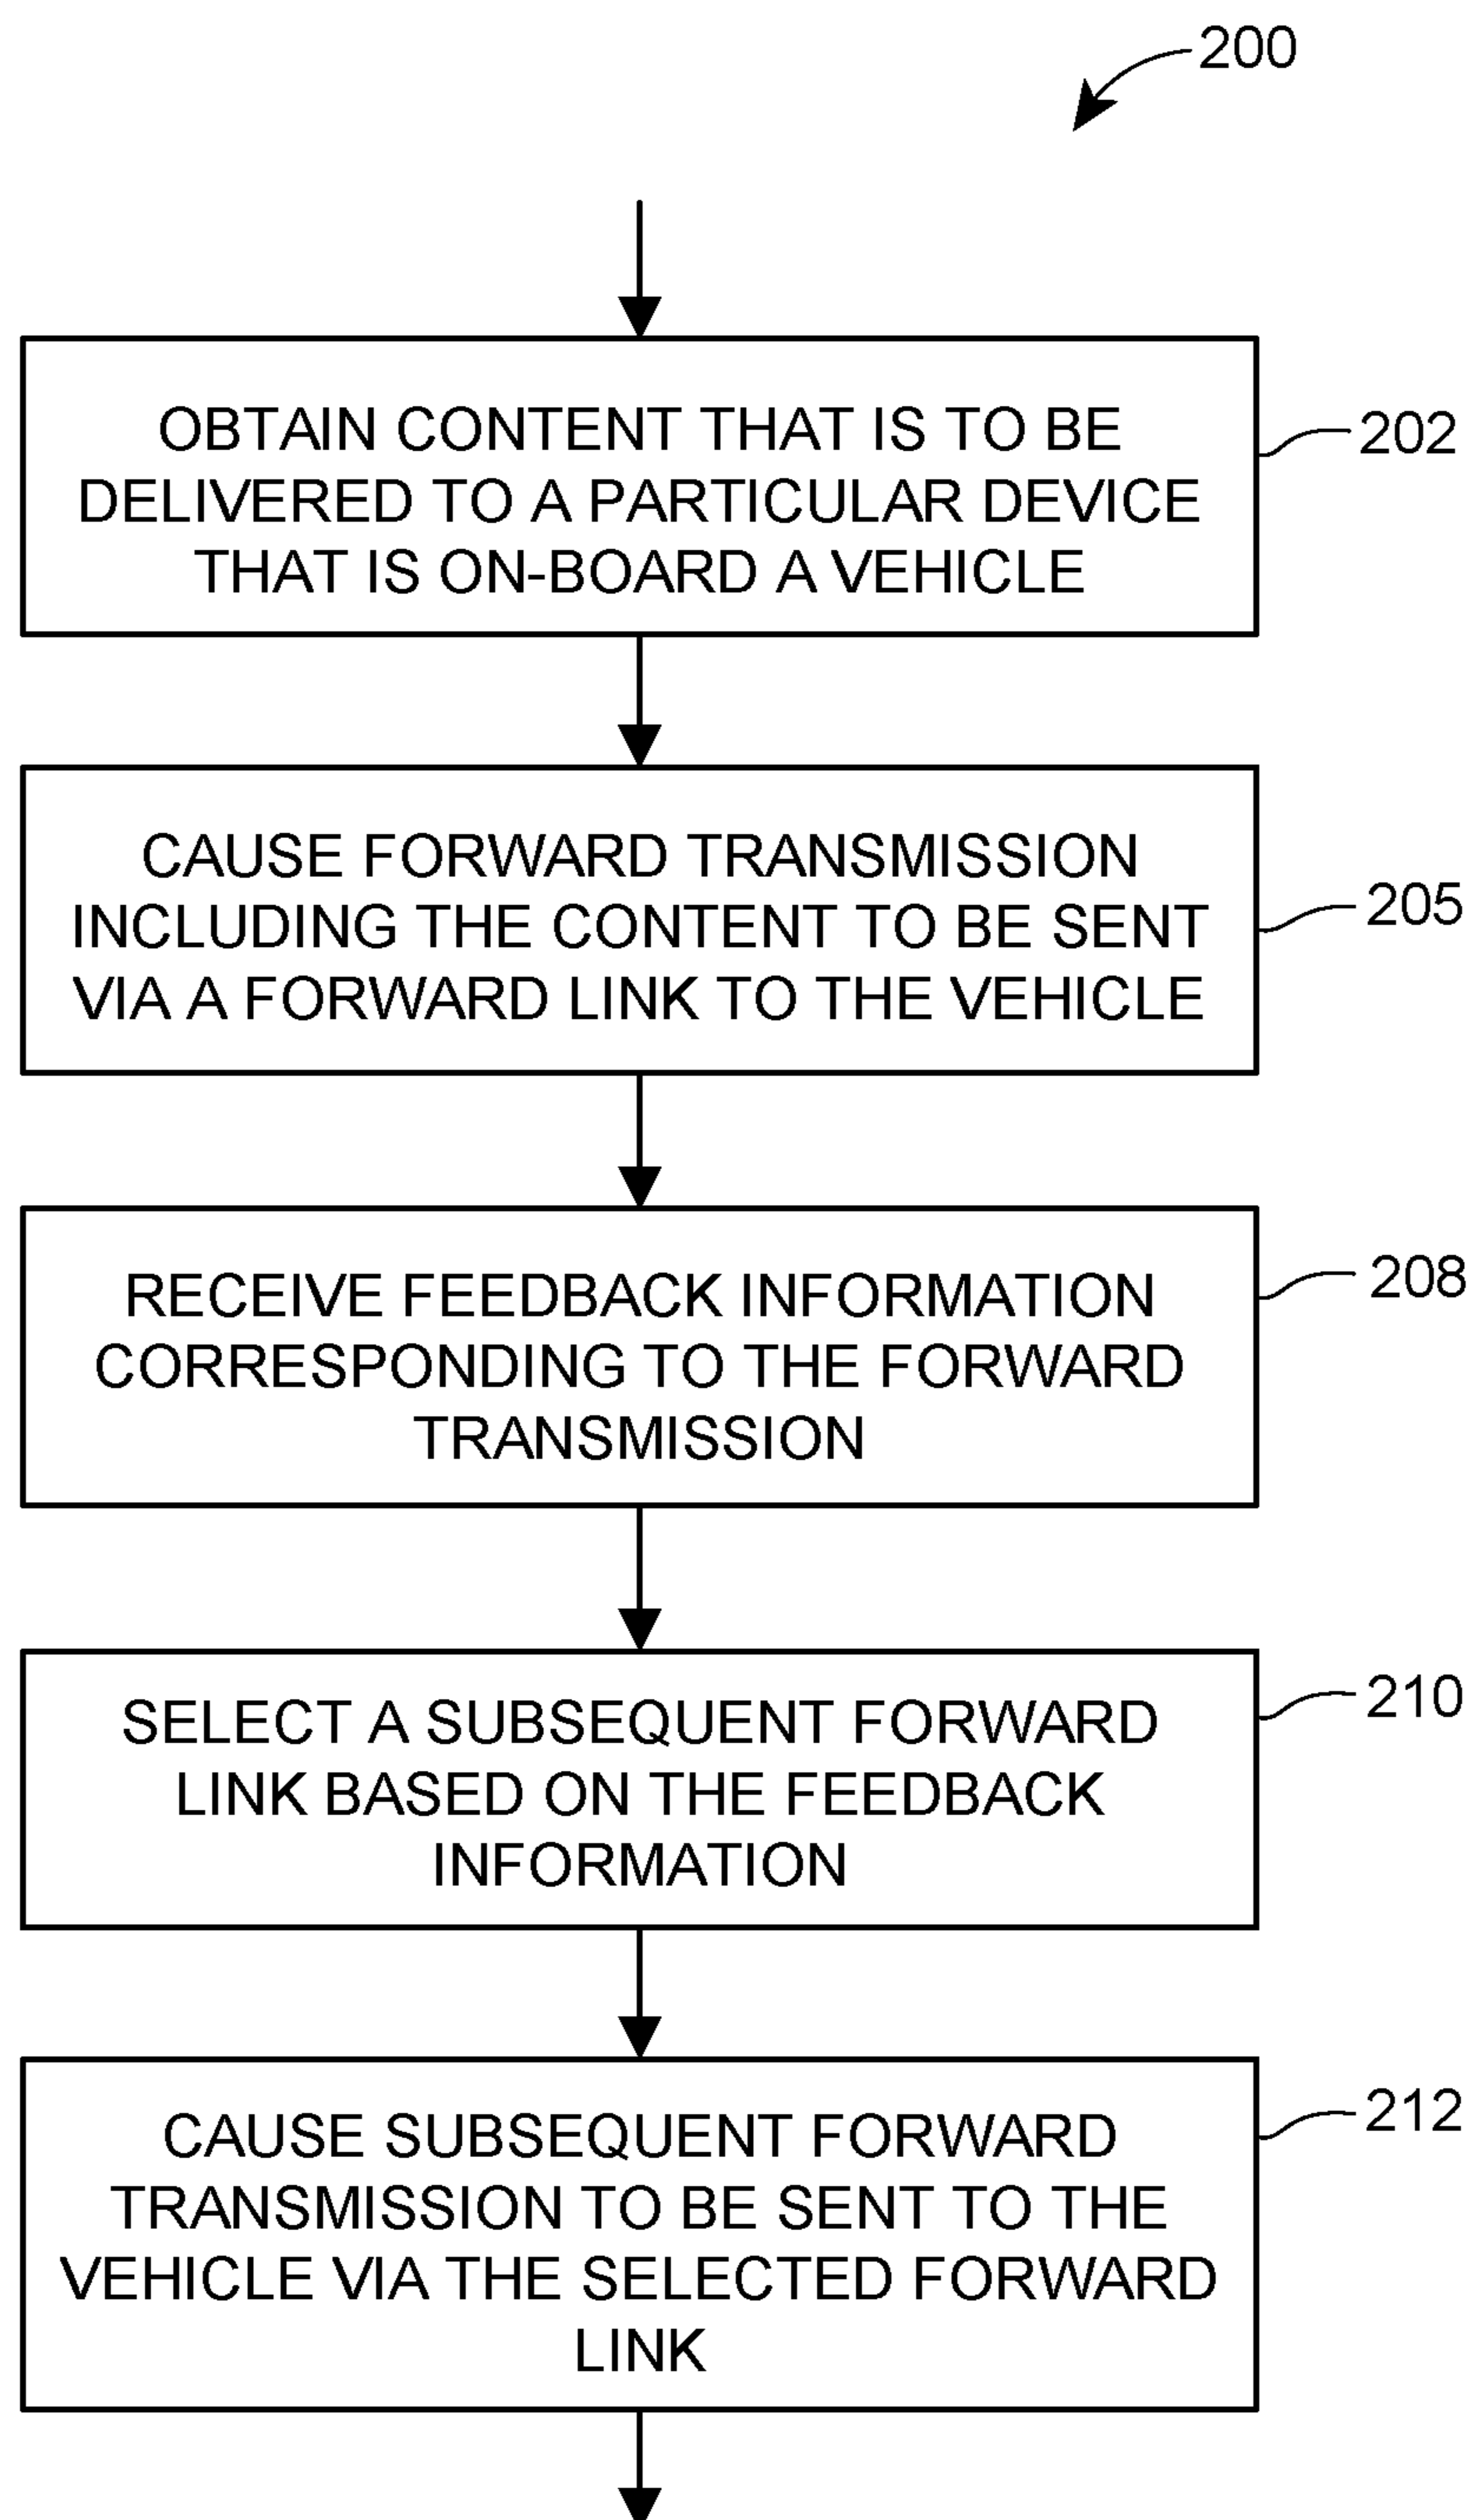 200
OBTAIN CONTENT THAT IS TO BE
DELIVERED TO A PARTICULAR DEVICE
THAT IS ON-BOARD A VEHICLE
202
CAUSE FORWARD TRANSMISSION
INCLUDING THE CONTENT TO BE SENT
VIA A FORWARD LINK TO THE VEHICLE
205
RECEIVE FEEDBACK INFORMATION
CORRESPONDING TO THE FORWARD
TRANSMISSION
208
SELECT A SUBSEQUENT FORWARD
LINK BASED ON THE FEEDBACK
INFORMATION
210
CAUSE SUBSEQUENT FORWARD
TRANSMISSION TO BE SENT TO THE
VEHICLE VIA THE SELECTED FORWARD
LINK
212